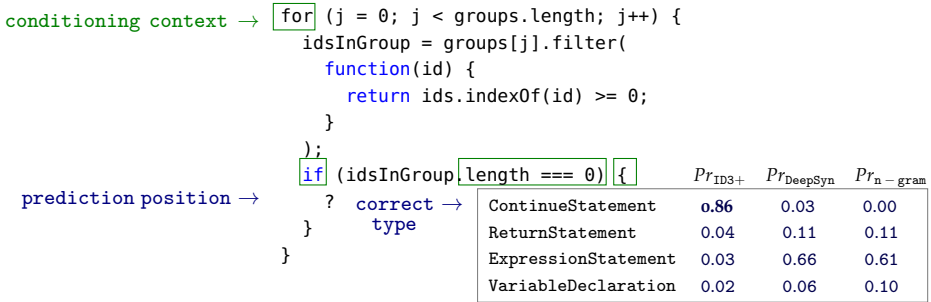 conditioning context → for (j = 0; j < groups.length; j++) {
idsInGroup = groups[j].filter(
function(id) {
return ids.indexOf(id) >= 0;
}
);
if (idsInGroup.length === 0) {
prediction position → ? correct → type
}
}
Pr_ID3+ Pr_DeepSyn Pr_n-gram
ContinueStatement 0.86 0.03 0.00
ReturnStatement 0.04 0.11 0.11
ExpressionStatement 0.03 0.66 0.61
VariableDeclaration 0.02 0.06 0.10